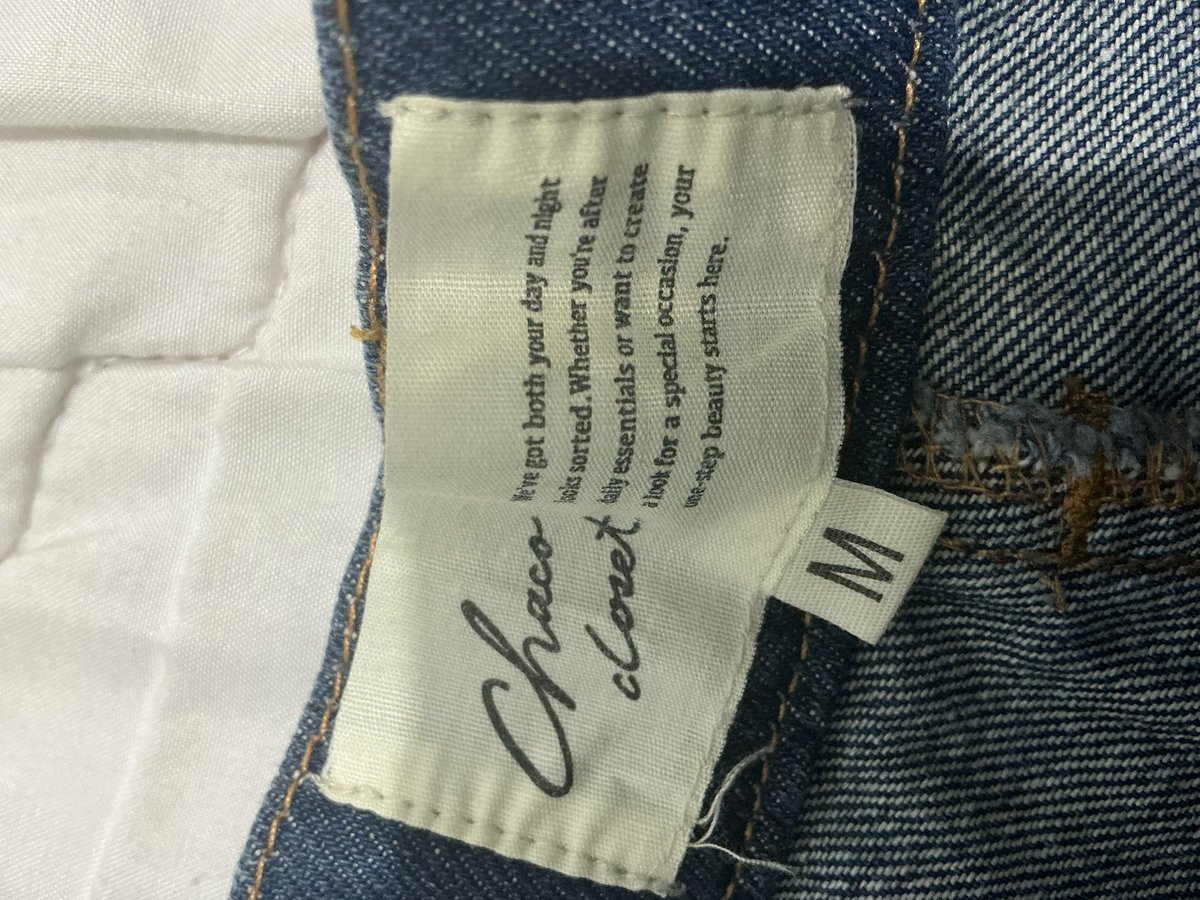 Chaco
closet
We've got both your day and night
looks sorted. Whether you're after
daily essentials or want to create
a look for a special occasion, your
one-step beauty starts here.
M